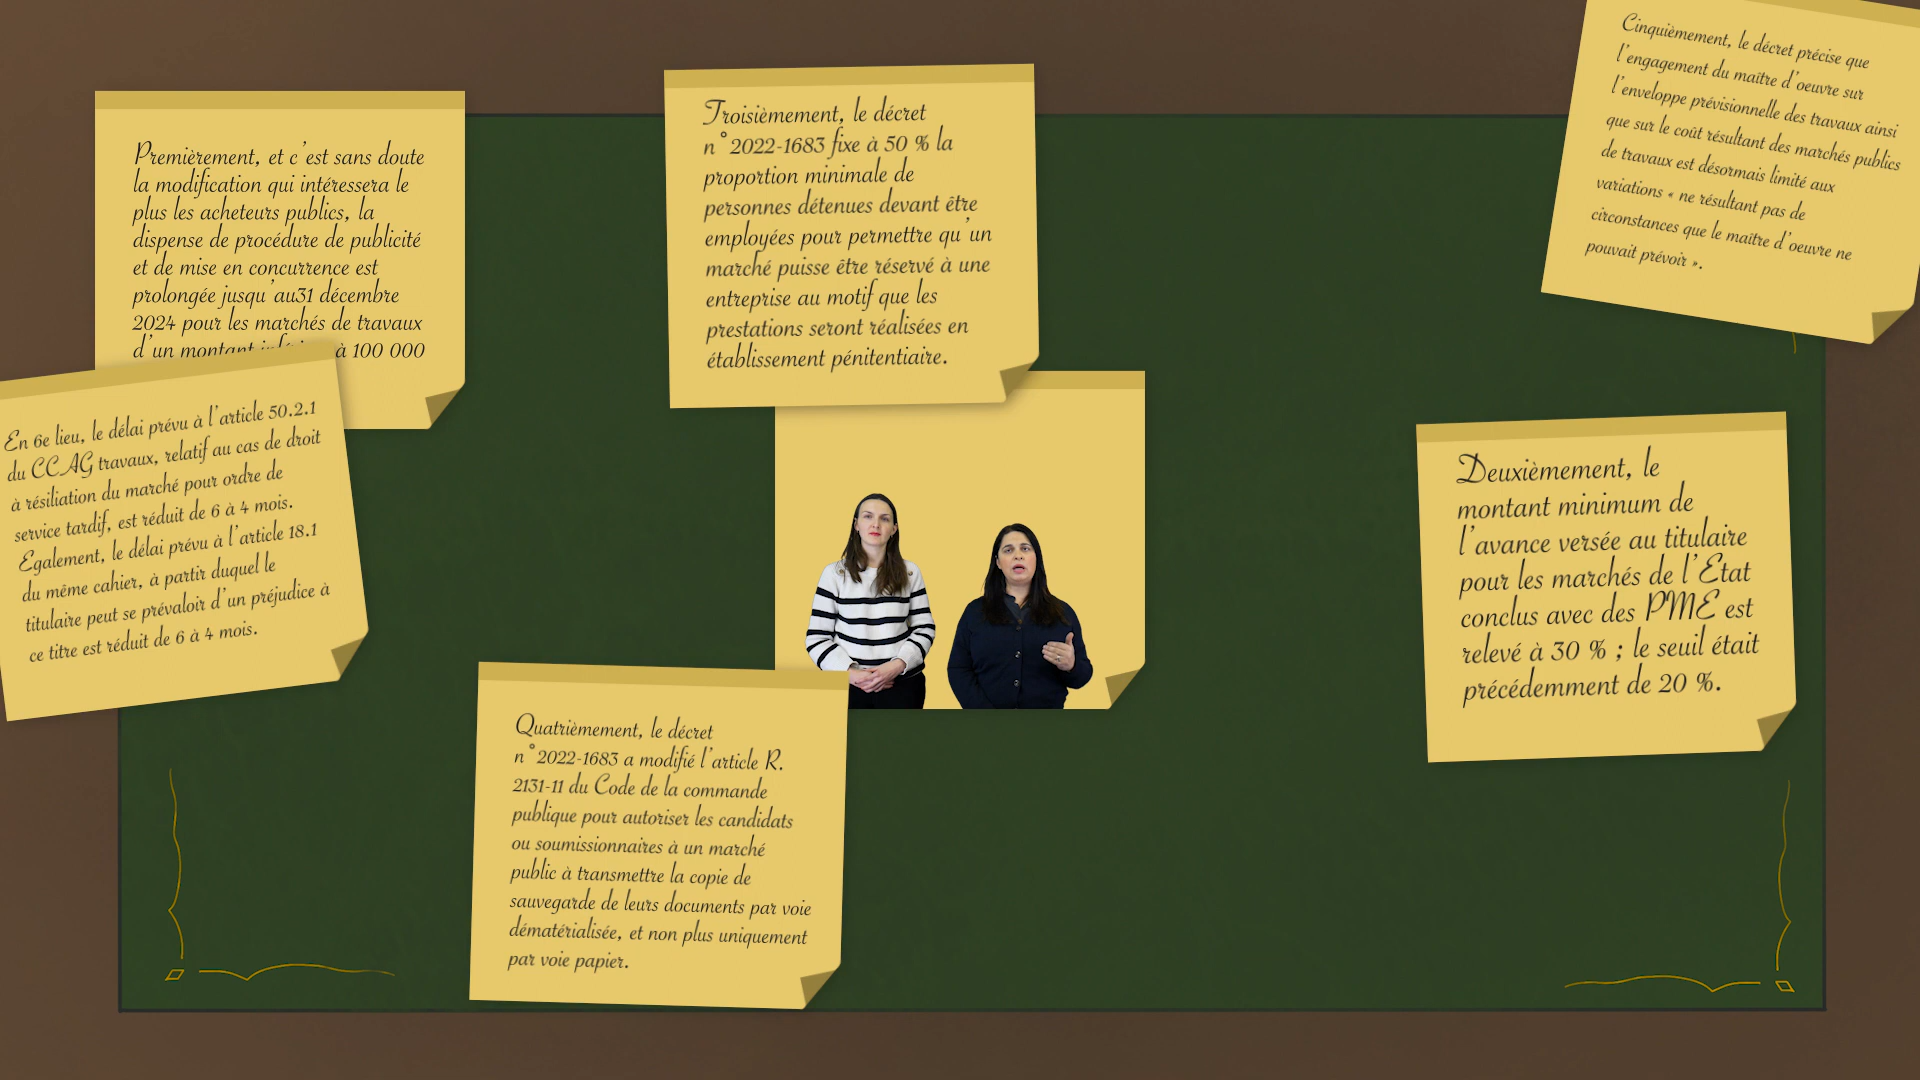 Premièrement, et c'est sans doute
la modification qui intéressera le
plus les acheteurs publics, la
dispense de procédure de publicité
et de mise en concurrence est
prolongée jusqu'au31 décembre
2024 pour les marchés de travaux
d'un montant à 100 000
En 6e lieu, le délai prévu à l'article 50.2.1
du CCAG travaux, relatif au cas de droit
à résiliation du marché pour ordre de
service tardif, est réduit de 6 à 4 mois.
Egalement, le délai prévu à l'article 18.1
du même cahier, à partir duquel le
titulaire peut se prévaloir d'un préjudice à
ce titre est réduit de 6 à 4 mois.
Troisièmement, le décret
n°2022-1683 fixe à 50 % la
proportion minimale de
personnes détenues devant être
employées pour permettre qu'un
marché puisse être réservé à une
entreprise au motif que les
prestations seront réalisées en
établissement pénitentiaire.
Quatrièmement, le décret
n°2022-1683 a modifié l'article R.
2131-11 du Code de la commande
publique pour autoriser les candidats
ou soumissionnaires à un marché
public à transmettre la copie de
sauvegarde de leurs documents par voie
dématérialisée, et non plus uniquement
par voie papier.
Cinquièmement, le décret précise que
l'engagement du maître d'oeuvre sur
l'enveloppe prévisionnelle des travaux ainsi
que sur le coût résultant des marchés publics
de travaux est désormais limité aux
variations « ne résultant pas de
circonstances que le maître d'oeuvre ne
pouvait prévoir ».
Deuxièmement, le
montant minimum de
l'avance versée au titulaire
pour les marchés de l'Etat
conclus avec des PME est
relevé à 30 % ; le seuil était
précédemment de 20 %.